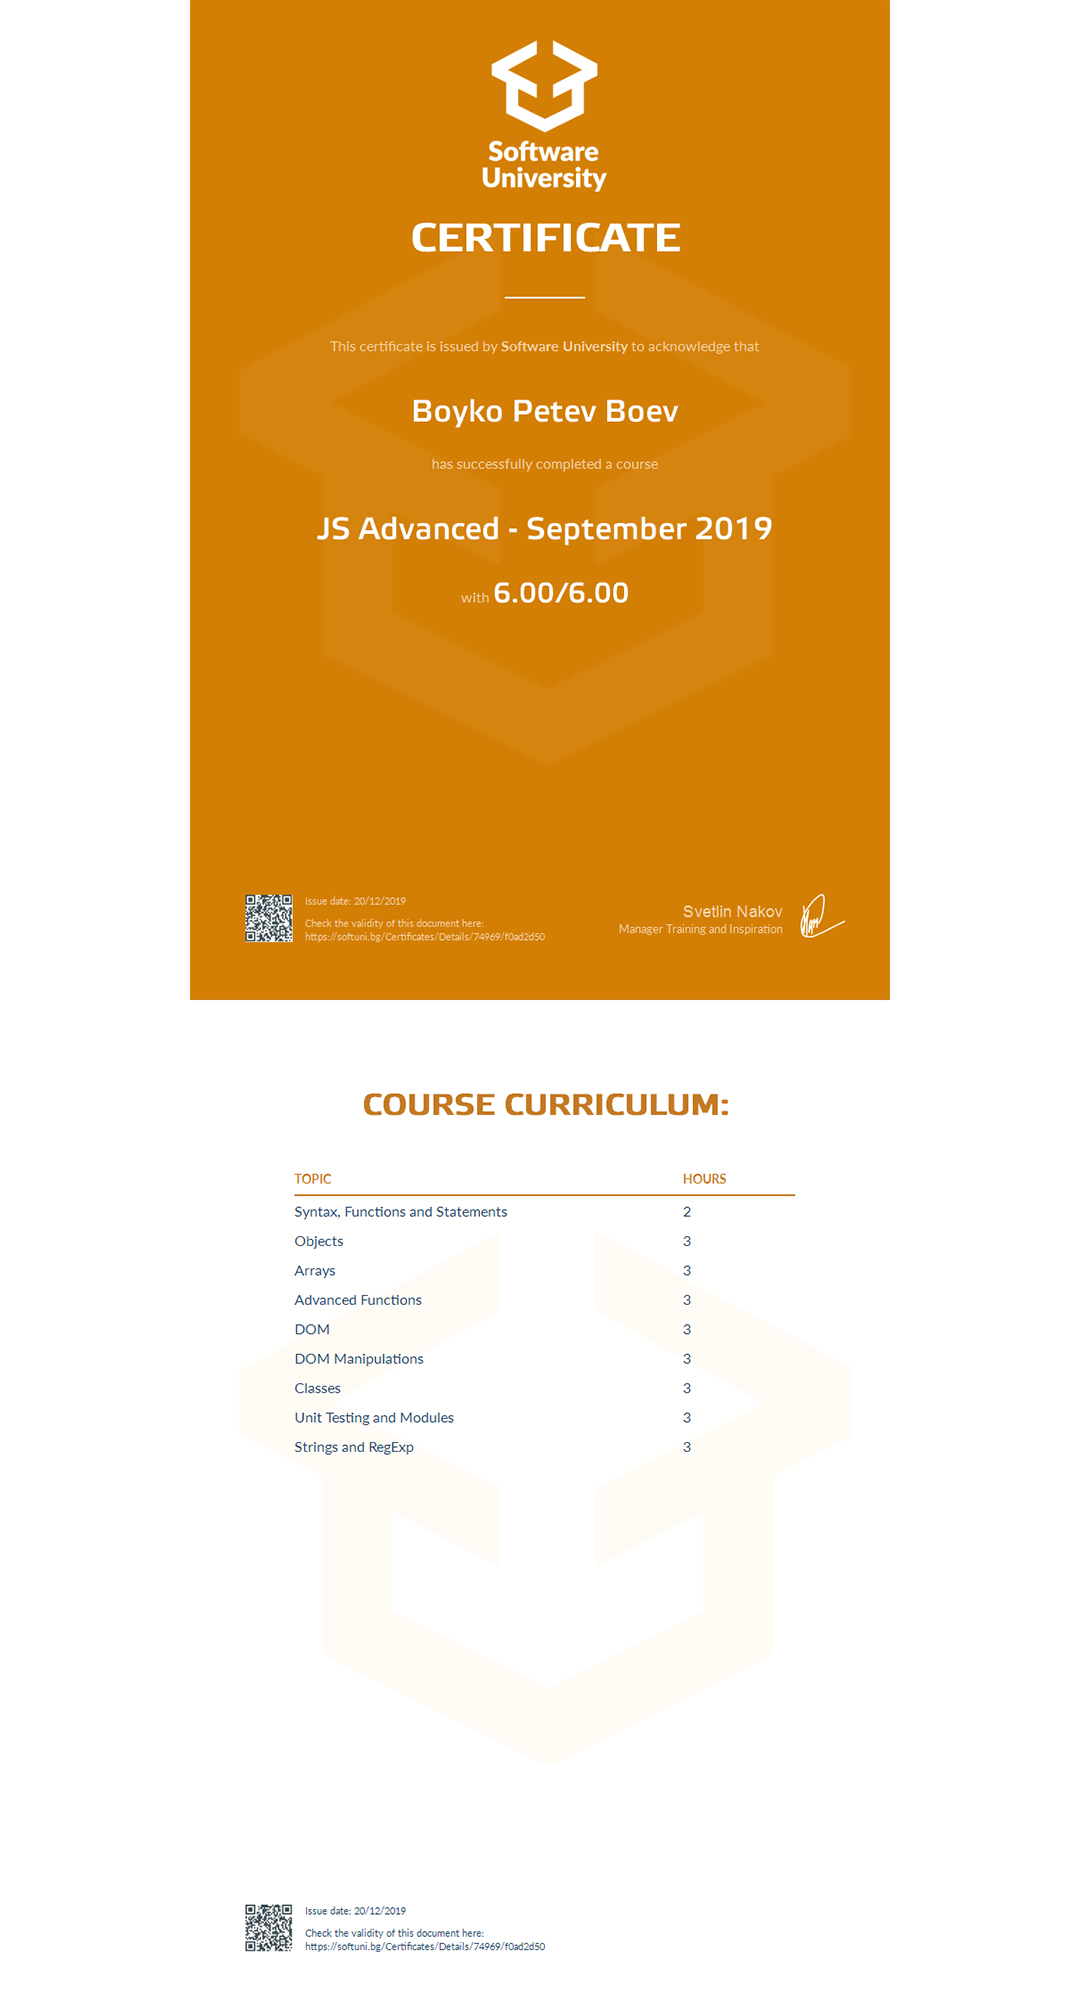 Software
University
CERTIFICATE
This certificate is issued by Software University to acknowledge that
Boyko Petev Boev
has successfully completed a course
JS Advanced - September 2019
with 6.00/6.00
Issue date: 20/12/2019
Check the validity of this document here:
https://softuni.bg/Certificates/Details/74969/f0ad2d50
Svetlin Nakov
Manager Training and Inspiration
COURSE CURRICULUM:
TOPIC HOURS
Syntax, Functions and Statements 2
Objects 3
Arrays 3
Advanced Functions 3
DOM 3
DOM Manipulations 3
Classes 3
Unit Testing and Modules 3
Strings and RegExp 3
Issue date: 20/12/2019
Check the validity of this document here:
https://softuni.bg/Certificates/Details/74969/f0ad2d50